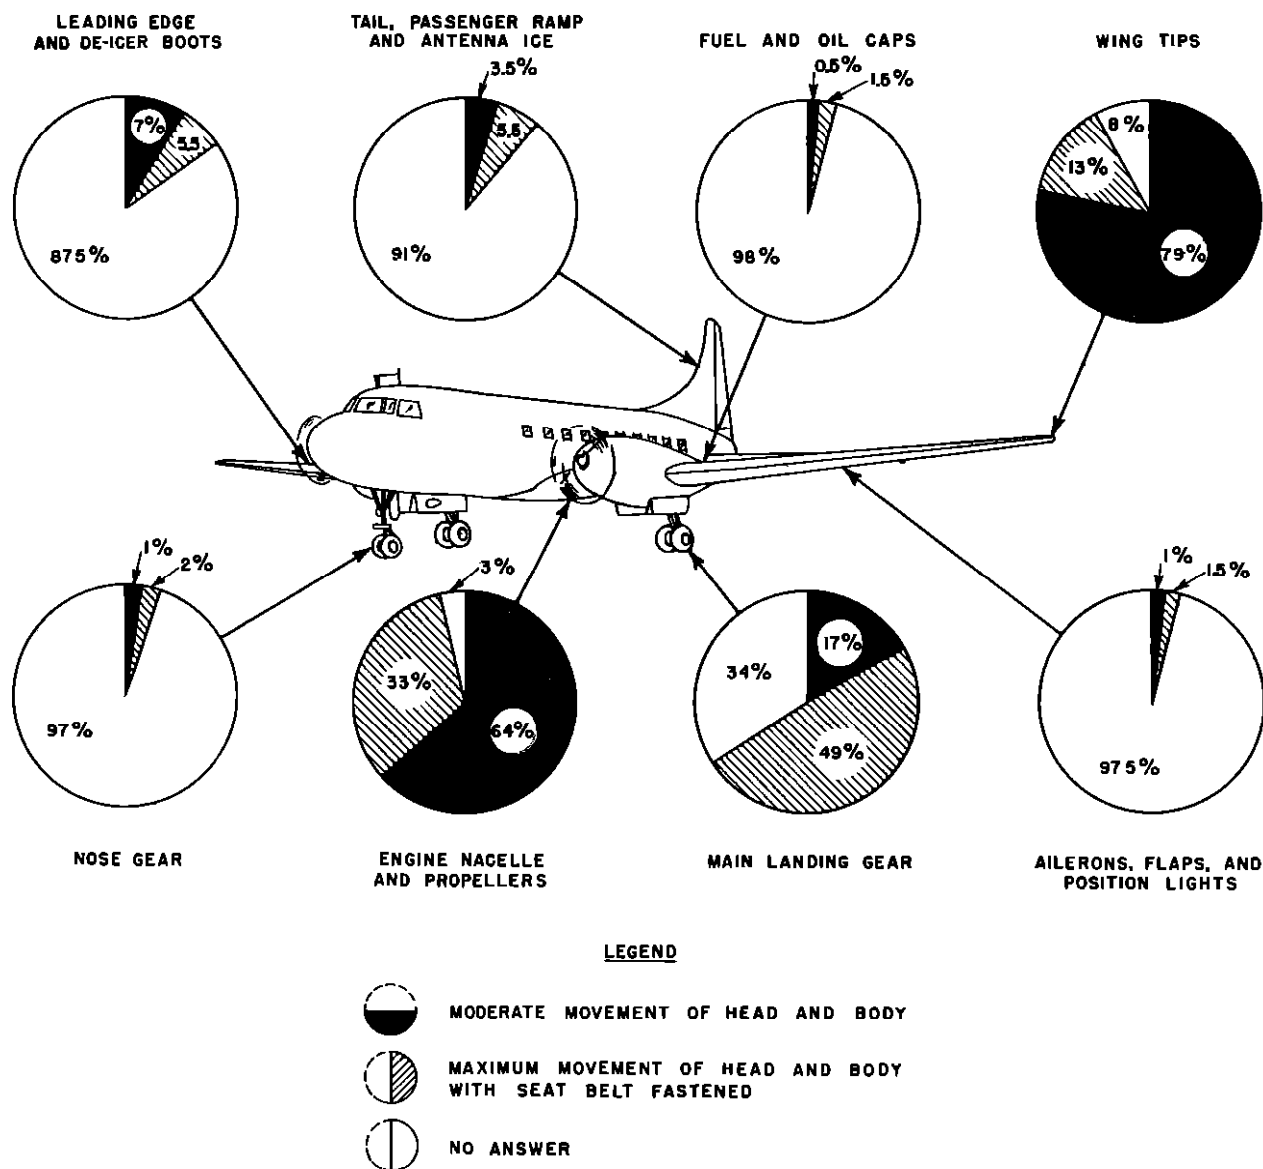 LEADING EDGE
AND DE-ICER BOOTS
TAIL, PASSENGER RAMP
AND ANTENNA ICE
FUEL AND OIL CAPS
WING TIPS
7%
5.5
875%
3.5%
5.5
91%
0.5%
1.5%
98%
8%
13%
79%
1%
2%
97%
3%
33%
64%
17%
34%
49%
1%
1.5%
975%
NOSE GEAR
ENGINE NACELLE
AND PROPELLERS
MAIN LANDING GEAR
AILERONS, FLAPS, AND
POSITION LIGHTS
LEGEND
MODERATE MOVEMENT OF HEAD AND BODY
MAXIMUM MOVEMENT OF HEAD AND BODY
WITH SEAT BELT FASTENED
NO ANSWER